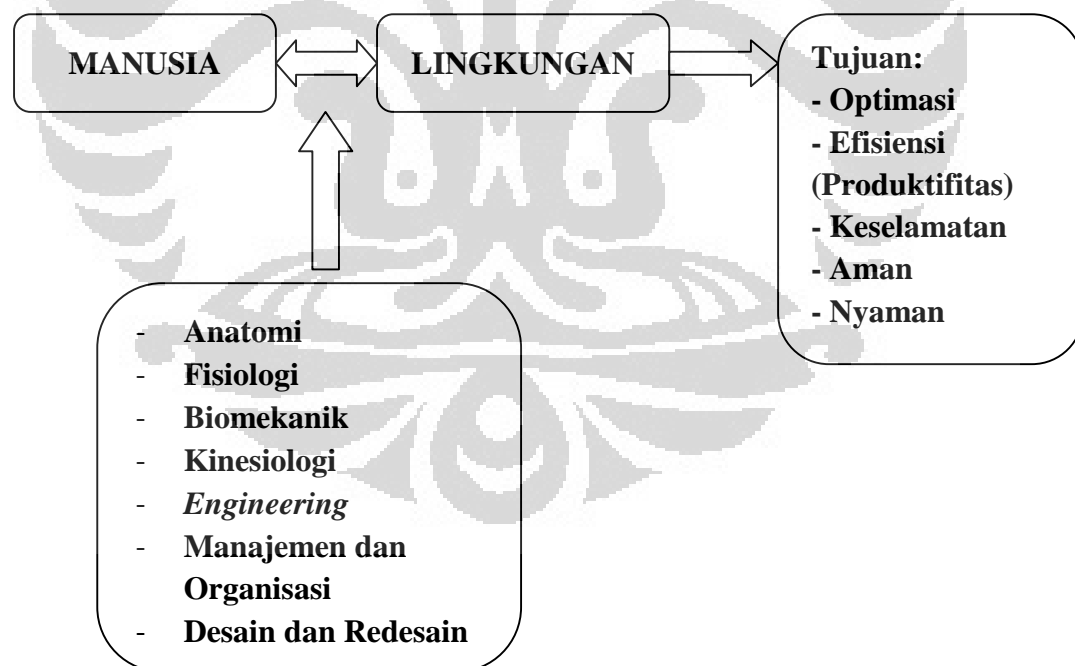 MANUSIA
LINGKUNGAN
Tujuan:
- Optimasi
- Efisiensi
(Produktifitas)
- Keselamatan
- Aman
- Nyaman
- Anatomi
- Fisiologi
- Biomekanik
- Kinesiologi
- Engineering
- Manajemen dan
Organisasi
- Desain dan Redesain